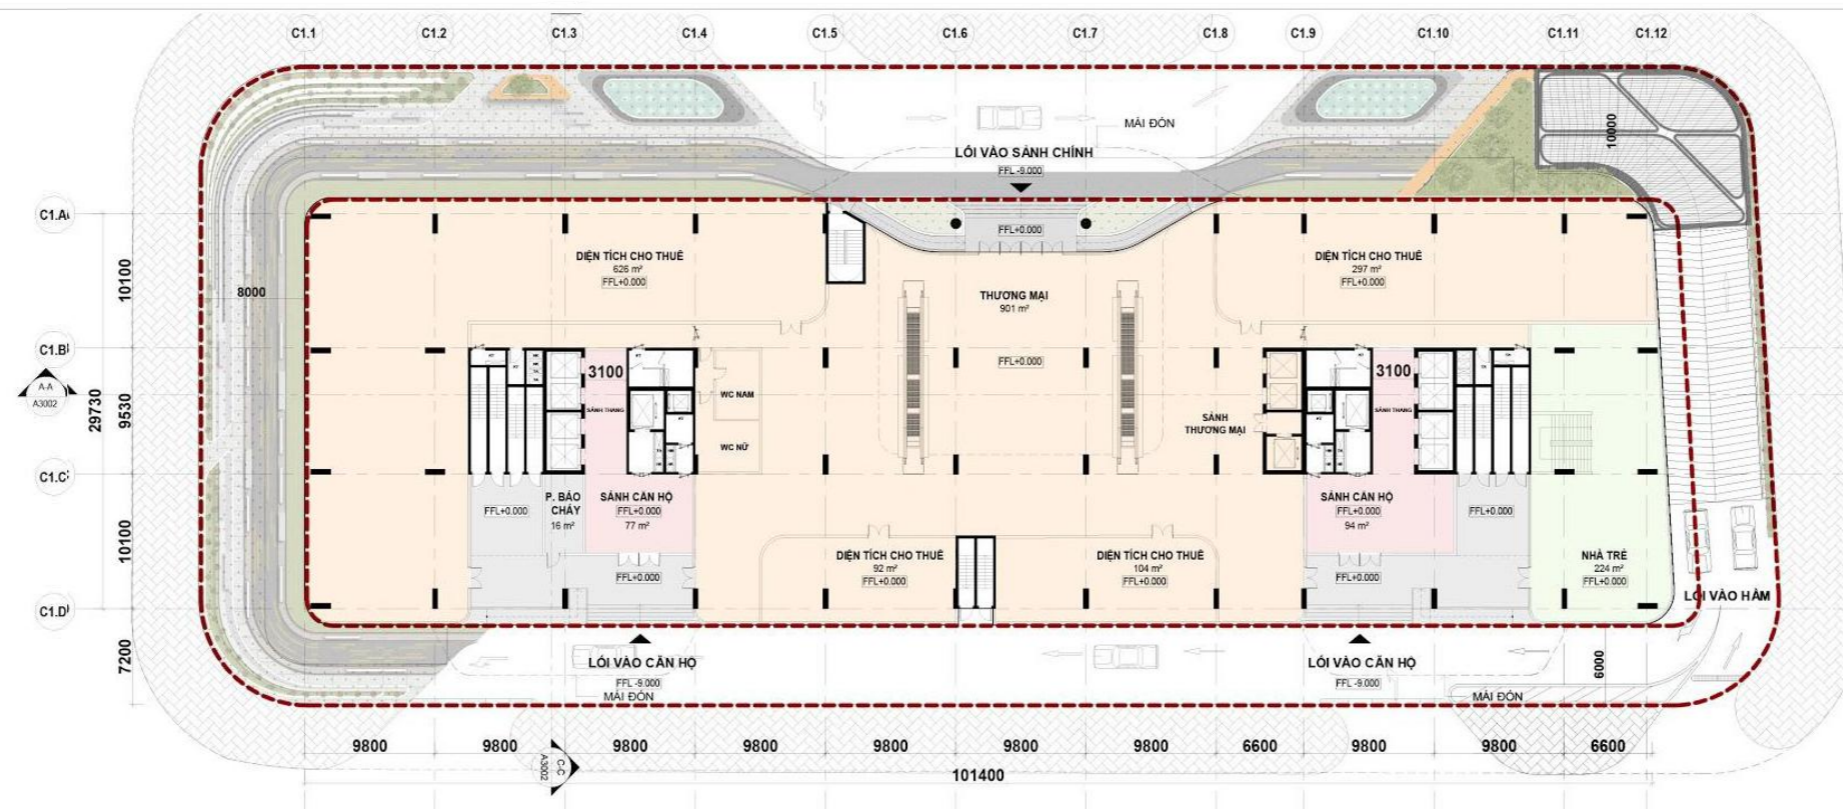 C1.1 C1.2 C1.3 C1.4 C1.5 C1.6 C1.7 C1.8 C1.9 C1.10 C1.11 C1.12
MÁI ĐÓN
10000
LỐI VÀO SẢNH CHÍNH
FFL -9.000
C1.A
FFL+0.000
DIỆN TÍCH CHO THUÊ
626 m²
FFL+0.000
DIỆN TÍCH CHO THUÊ
297 m²
FFL+0.000
10100
8000
THƯƠNG MẠI
901 m²
C1.B
FFL+0.000
3100
3100
A-A
A3002
29730
9530
WC NAM
SẢNH THANG
SẢNH THANG
SẢNH
THƯƠNG MẠI
WC NỮ
C1.C
P. BÁO
CHÁY
16 m²
SẢNH CĂN HỘ
FFL+0.000
77 m²
FFL+0.000
SẢNH CĂN HỘ
FFL+0.000
94 m²
FFL+0.000
10100
DIỆN TÍCH CHO THUÊ
92 m²
FFL+0.000
DIỆN TÍCH CHO THUÊ
104 m²
FFL+0.000
NHÀ TRẺ
224 m²
FFL+0.000
FFL+0.000
FFL+0.000
LỐI VÀO HẦM
C1.D
7200
LỐI VÀO CĂN HỘ
FFL -9.000
MÁI ĐÓN
LỐI VÀO CĂN HỘ
FFL -9.000
MÁI ĐÓN
6000
9800 9800 9800 9800 9800 9800 9800 6600 9800 9800 6600
C-C
A3002
101400